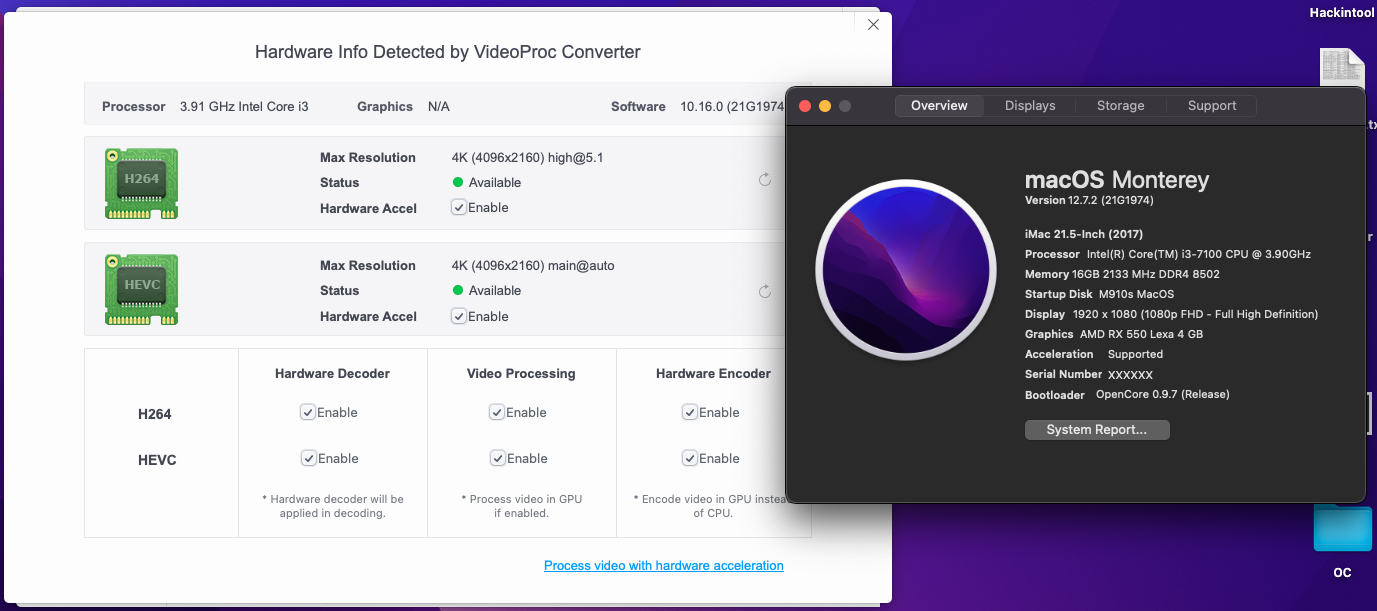 Hackintool
Hardware Info Detected by VideoProc Converter
Processor 3.91 GHz Intel Core i3 Graphics N/A Software 10.16.0 (21G1974
H264
Max Resolution 4K (4096x2160) high@5.1
Status Available
Hardware Accel Enable
HEVC
Max Resolution 4K (4096x2160) main@auto
Status Available
Hardware Accel Enable
Hardware Decoder Video Processing Hardware Encoder
H264 Enable Enable Enable
HEVC Enable Enable Enable
* Hardware decoder will be * Process video in GPU * Encode video in GPU instea
applied in decoding. if enabled. of CPU.
Process video with hardware acceleration
Overview Displays Storage Support
macOS Monterey
Version 12.7.2 (21G1974)
iMac 21.5-Inch (2017)
Processor Intel(R) Core(TM) i3-7100 CPU @ 3.90GHz
Memory 16GB 2133 MHz DDR4 8502
Startup Disk M910s MacOS
Display 1920 x 1080 (1080p FHD - Full High Definition)
Graphics AMD RX 550 Lexa 4 GB
Acceleration Supported
Serial Number XXXXXX
Bootloader OpenCore 0.9.7 (Release)
System Report...
OC